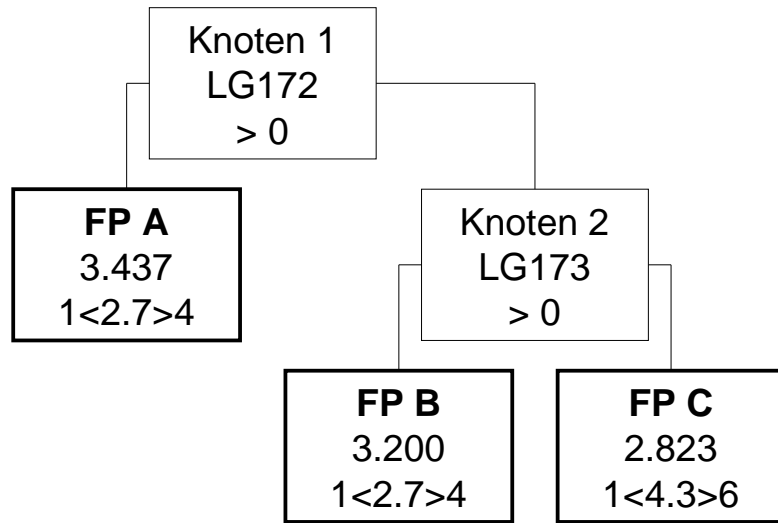 Knoten 1
LG172
> 0
FP A
3.437
1<2.7>4
Knoten 2
LG173
> 0
FP B
3.200
1<2.7>4
FP C
2.823
1<4.3>6